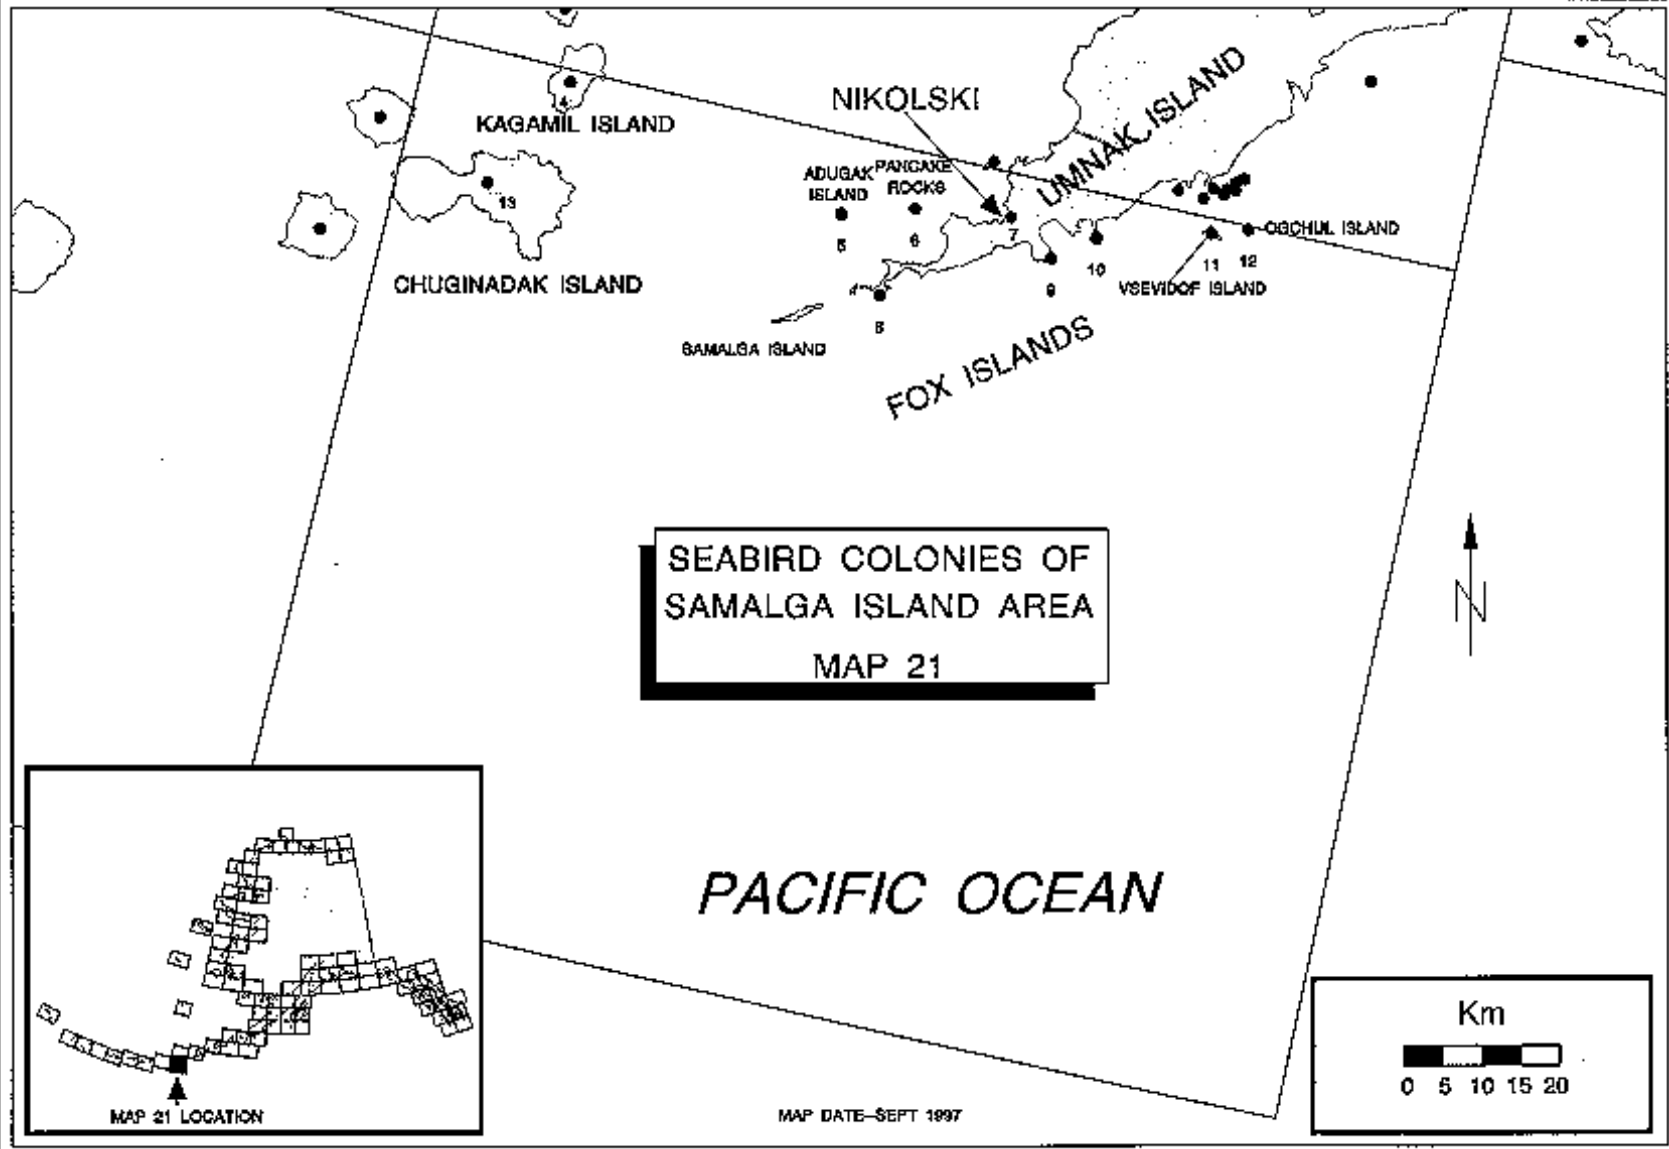 KAGAMIL ISLAND
4
NIKOLSKI
UMNAK ISLAND
ADUGAK
ISLAND
PANCAKE
ROCKS
13
5
6
7
9
10
11
12
OGCHUL ISLAND
VSEVIDOF ISLAND
CHUGINADAK ISLAND
8
SAMALGA ISLAND
FOX ISLANDS
SEABIRD COLONIES OF
SAMALGA ISLAND AREA
MAP 21
N
PACIFIC OCEAN
MAP 21 LOCATION
MAP DATE–SEPT 1997
Km
0 5 10 15 20